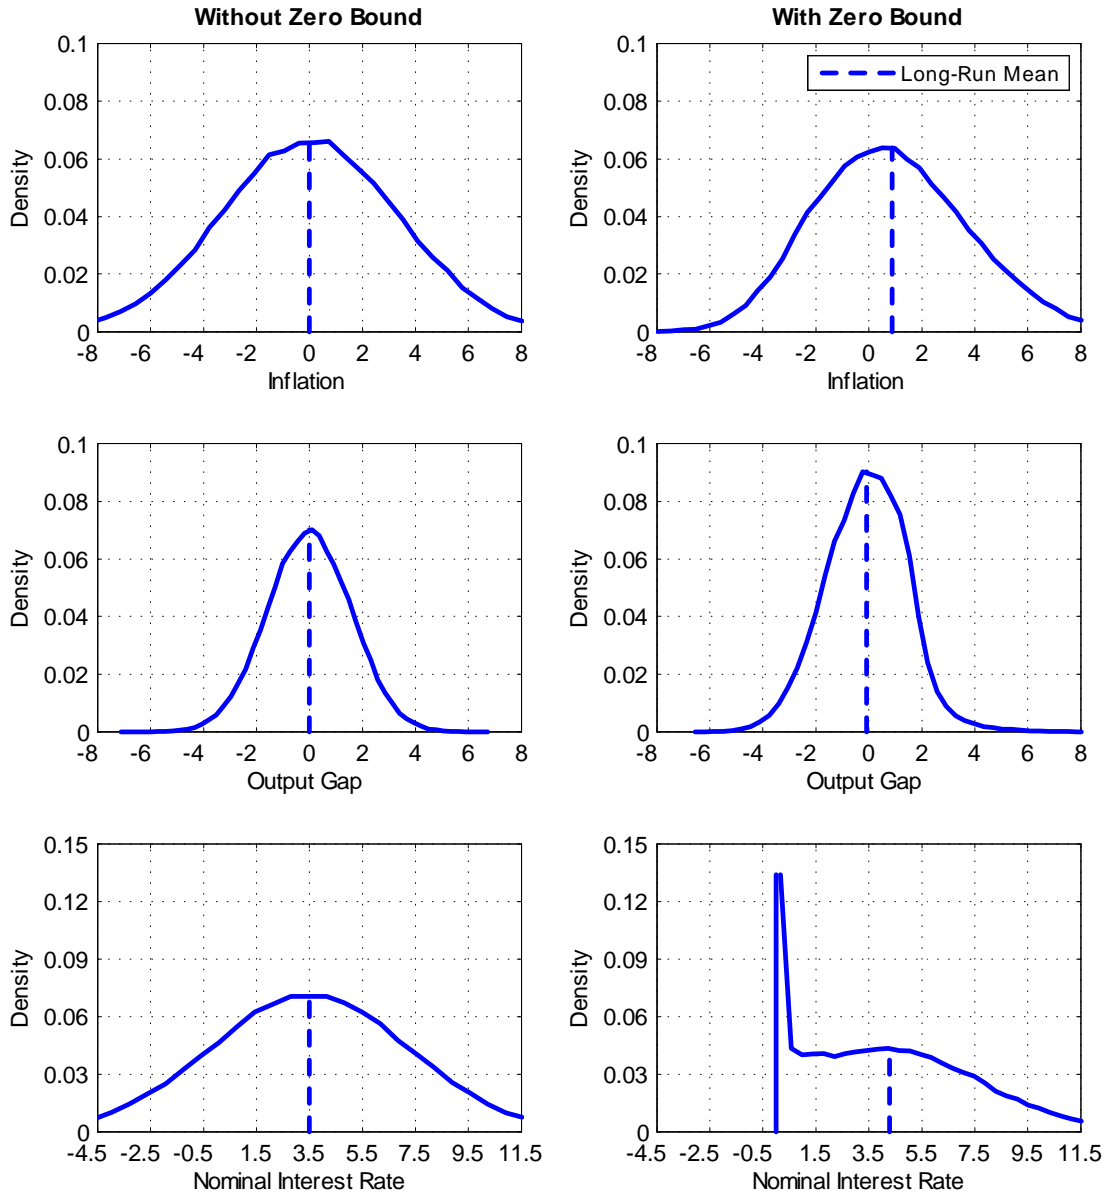 Without Zero Bound
With Zero Bound
0.1
0.08
0.06
0.04
0.02
0
Density
-8 -6 -4 -2 0 2 4 6 8
Inflation
0.1
0.08
0.06
0.04
0.02
0
Density
Long-Run Mean
-8 -6 -4 -2 0 2 4 6 8
Inflation
0.1
0.08
0.06
0.04
0.02
0
Density
-8 -6 -4 -2 0 2 4 6 8
Output Gap
0.1
0.08
0.06
0.04
0.02
0
Density
-8 -6 -4 -2 0 2 4 6 8
Output Gap
0.15
0.12
0.09
0.06
0.03
0
Density
-4.5 -2.5 -0.5 1.5 3.5 5.5 7.5 9.5 11.5
Nominal Interest Rate
0.15
0.12
0.09
0.06
0.03
0
Density
-4.5 -2.5 -0.5 1.5 3.5 5.5 7.5 9.5 11.5
Nominal Interest Rate